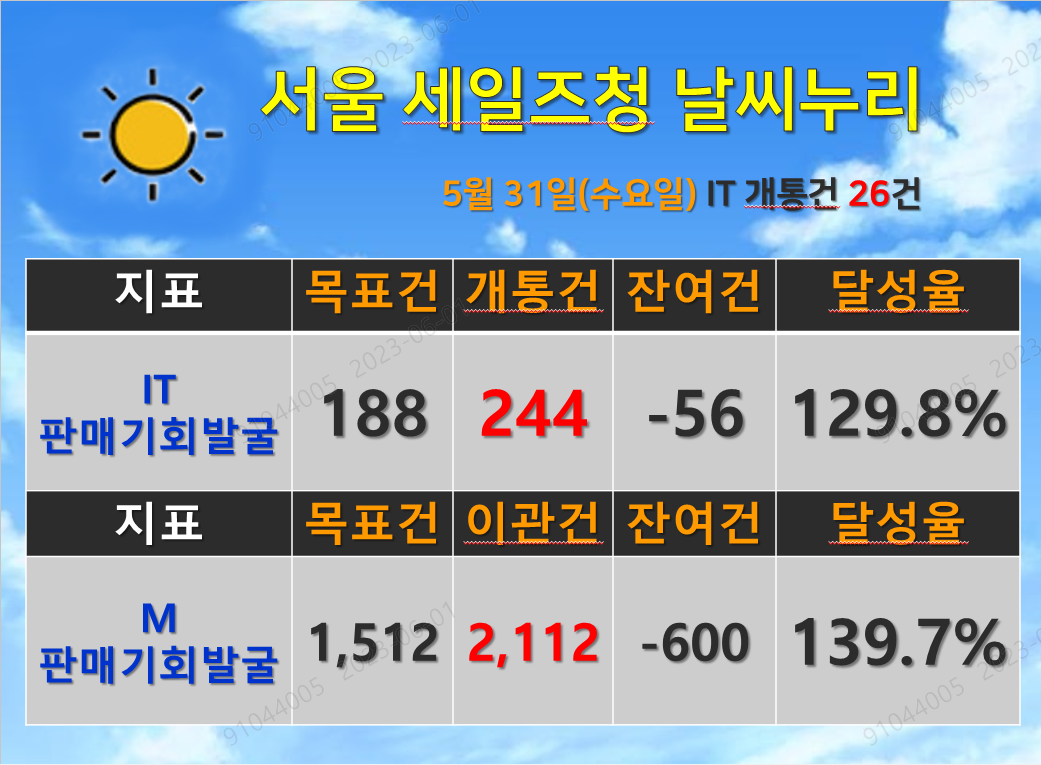 서울 세일즈청 날씨누리
5월 31일(수요일) IT 개통건 26건
지표 목표건 개통건 잔여건 달성율
IT
판매기회발굴 188 244 -56 129.8%
지표 목표건 이관건 잔여건 달성율
M
판매기회발굴 1,512 2,112 -600 139.7%
91044005 2023-06-01